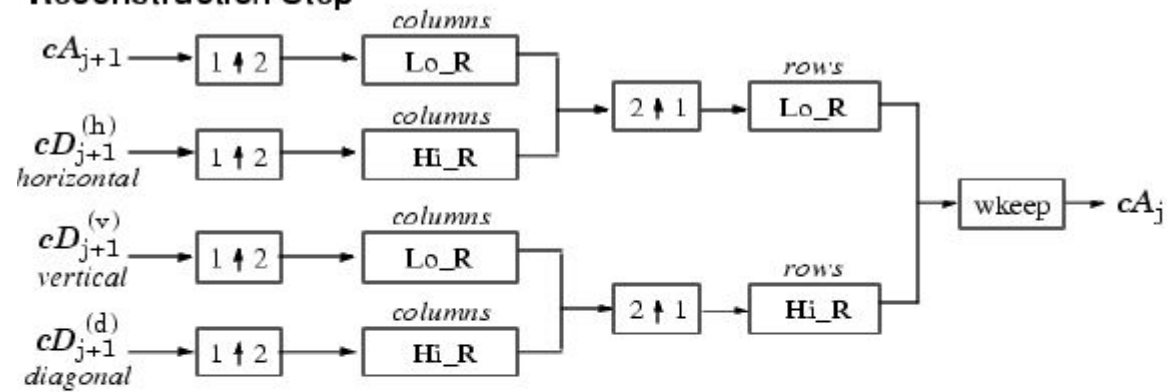 Reconstruction Step
columns
cA_{j+1} 1 ↑ 2 Lo_R
rows
2 ↑ 1 Lo_R
columns
cD_{j+1}^{(h)} 1 ↑ 2 Hi_R
horizontal
wkeep cA_j
columns
cD_{j+1}^{(v)} 1 ↑ 2 Lo_R
vertical
rows
2 ↑ 1 Hi_R
columns
cD_{j+1}^{(d)} 1 ↑ 2 Hi_R
diagonal